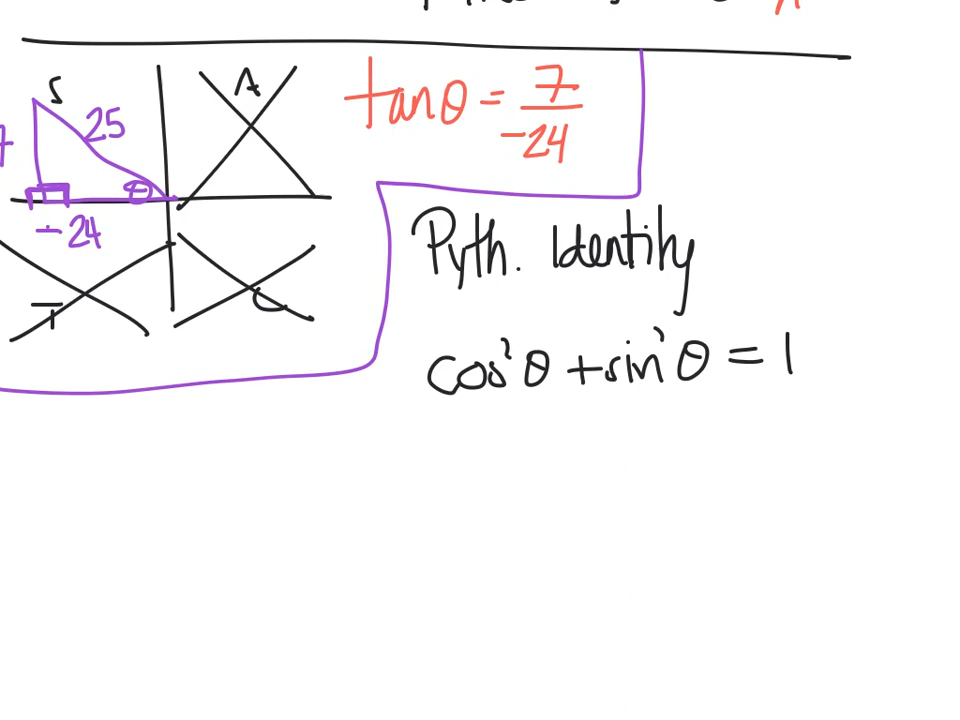 S
A
25
7
θ
-24
T
C
tanθ = 7/-24
Pyth. Identity
cos²θ + sin²θ = 1